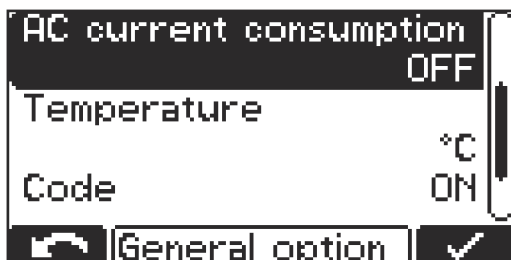 AC current consumption
OFF
Temperature
°C
Code ON
General option